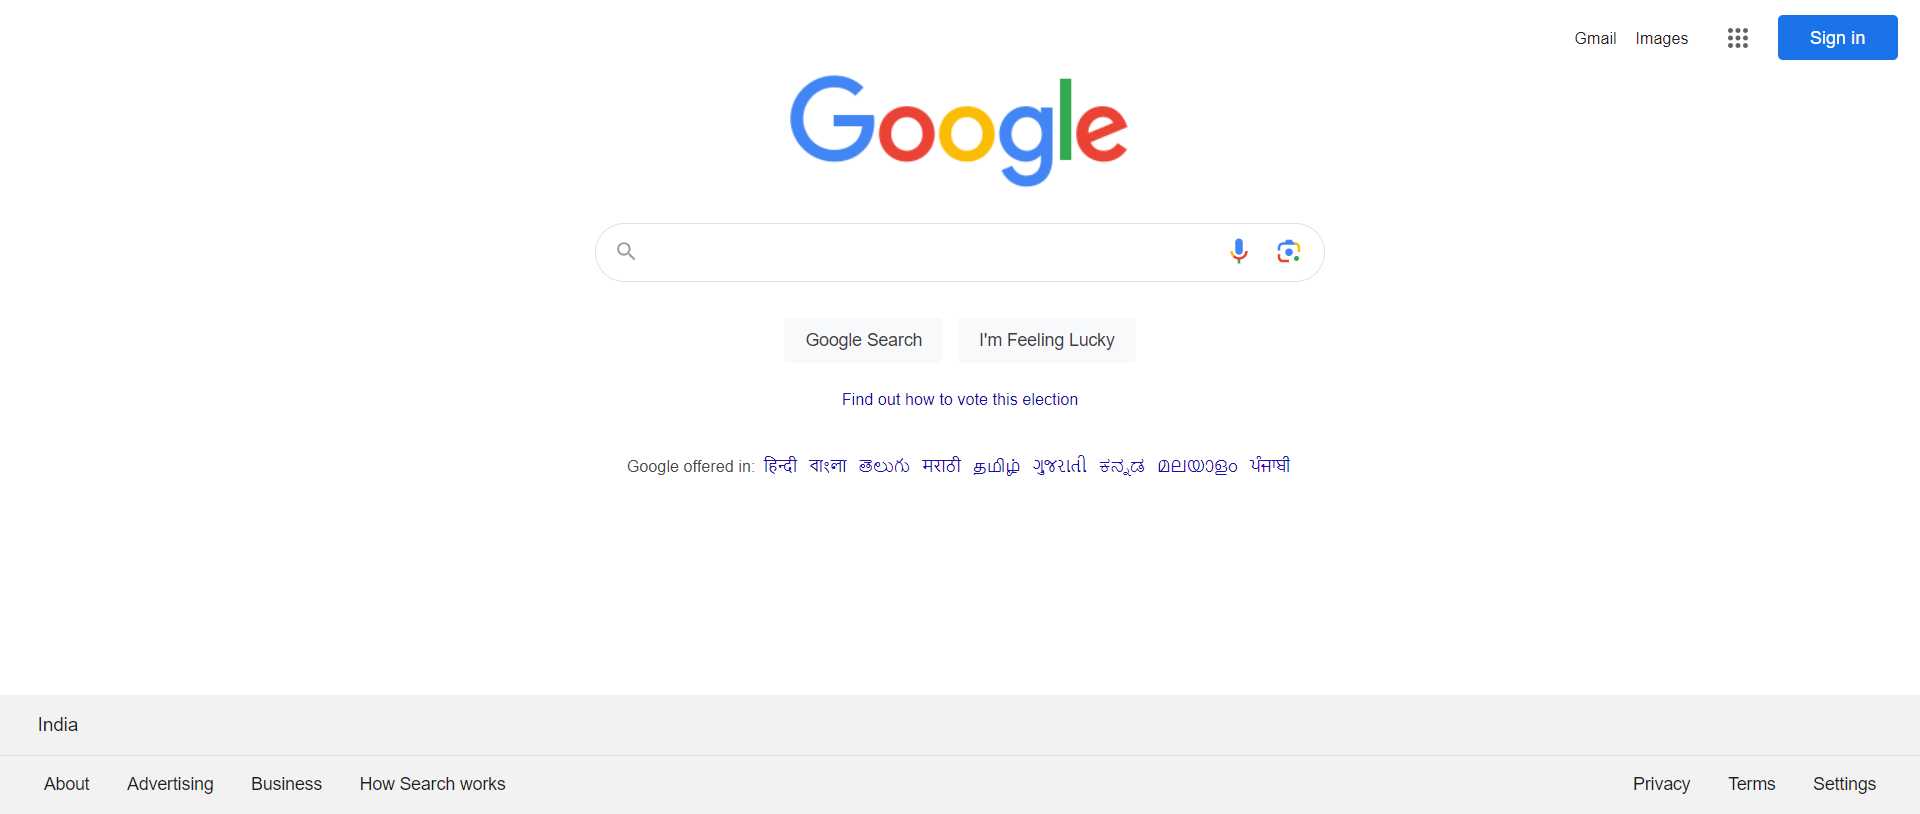 Gmail Images Sign in
Google
Google Search I'm Feeling Lucky
Find out how to vote this election
Google offered in: हिन्दी বাংলা తెలుగు मराठी தமிழ் ગુજરાતી ಕನ್ನಡ മലയാളം ਪੰਜਾਬੀ
India
About Advertising Business How Search works Privacy Terms Settings